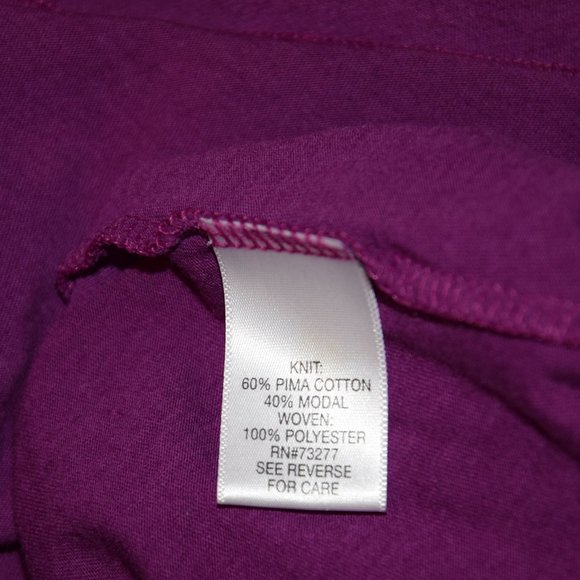 KNIT:
60% PIMA COTTON
40% MODAL
WOVEN:
100% POLYESTER
RN#73277
SEE REVERSE
FOR CARE